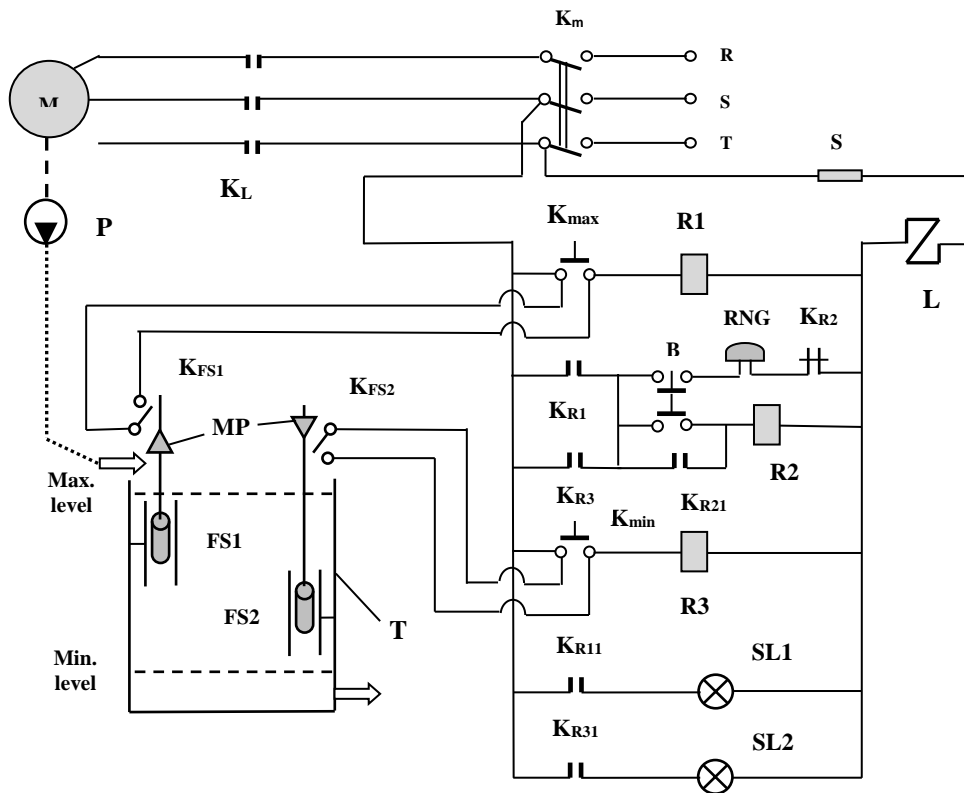 Km
R
M
S
T
S
KL
P
Kmax
R1
L
RNG
KR2
KFS1
B
KFS2
MP
KR1
R2
Max.
level
KR3
KR21
Kmin
FS1
R3
FS2
T
KR11
SL1
Min.
level
KR31
SL2